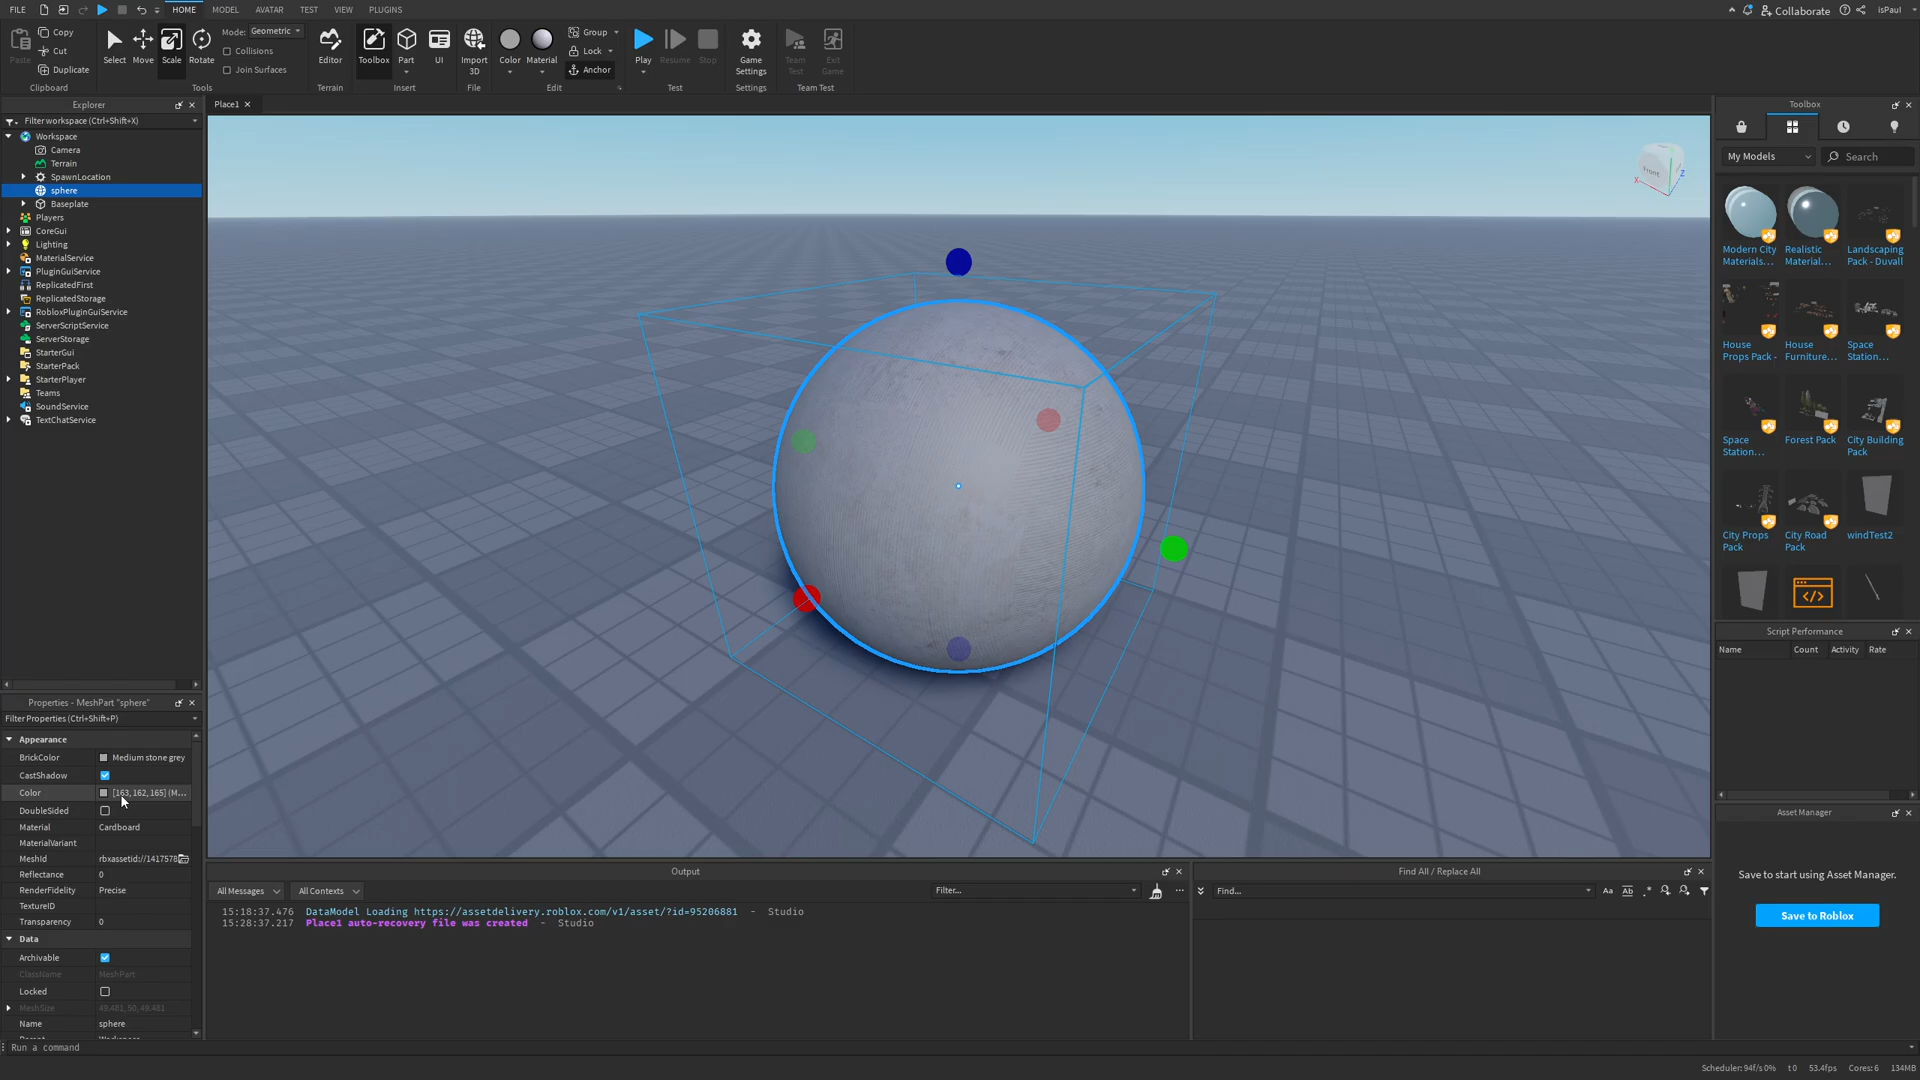 FILE HOME MODEL AVATAR TEST VIEW PLUGINS Collaborate isPaul
Paste Copy Cut Duplicate Select Move Scale Rotate Mode: Geometric Collisions Join Surfaces Editor Toolbox Part UI Import 3D Color Material Group Lock Anchor Play Resume Stop Game Settings Team Test Exit Game
Clipboard Tools Terrain Insert File Edit Test Settings Team Test
Explorer
Filter workspace (Ctrl+Shift+X)
Workspace
Camera
Terrain
SpawnLocation
sphere
Baseplate
Players
CoreGui
Lighting
MaterialService
PluginGuiService
ReplicatedFirst
ReplicatedStorage
RobloxPluginGuiService
ServerScriptService
ServerStorage
StarterGui
StarterPack
StarterPlayer
Teams
SoundService
TextChatService
Properties - MeshPart "sphere"
Filter Properties (Ctrl+Shift+P)
Appearance
BrickColor Medium stone grey
CastShadow
Color [163, 162, 165] (M...
DoubleSided
Material Cardboard
MaterialVariant
MeshId rbxassetid://1417578
Reflectance 0
RenderFidelity Precise
TextureID
Transparency 0
Data
Archivable
ClassName MeshPart
Locked
MeshSize 49.481, 50, 49.481
Name sphere
Run a command
Place1
Front
X Z
Output
All Messages All Contexts Filter...
15:18:37.476 DataModel Loading https://assetdelivery.roblox.com/v1/asset/?id=95206881 - Studio
15:28:37.217 Place1 auto-recovery file was created - Studio
Find All / Replace All
Find... Aa Ab .*
Toolbox
My Models Search
Modern City Materials...
Realistic Material...
Landscaping Pack - Duvall
House Props Pack -
House Furniture...
Space Station...
Space Station...
Forest Pack
City Building Pack
City Props Pack
City Road Pack
windTest2
Script Performance
Name Count Activity Rate
Asset Manager
Save to start using Asset Manager.
Save to Roblox
Scheduler: 94f/s 0% t 0 53.4fps Cores: 6 134MB